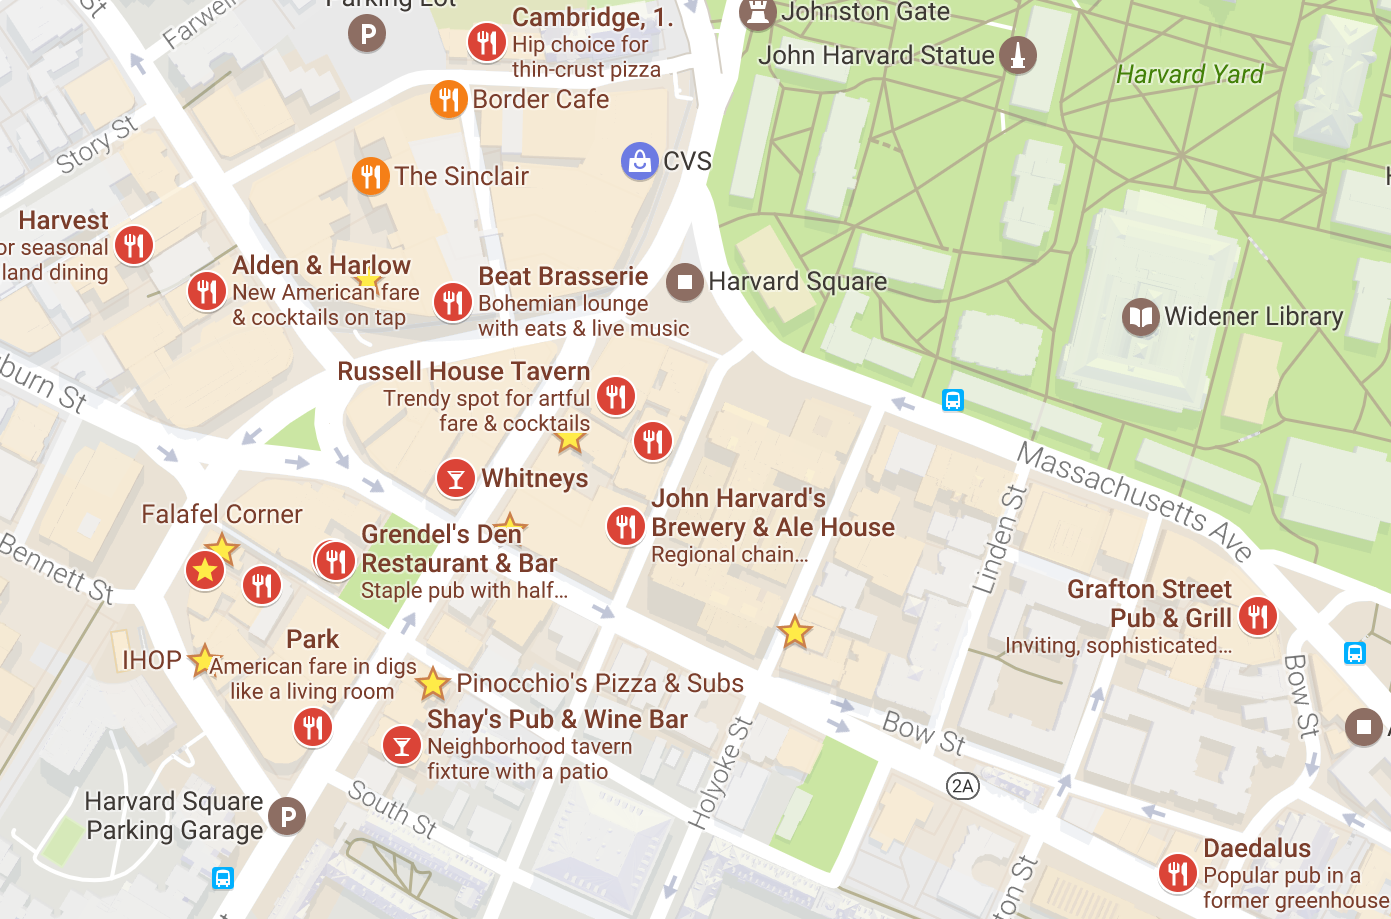 Parking Lot
Cambridge, 1.
Hip choice for
thin-crust pizza
Johnston Gate
John Harvard Statue
Harvard Yard
Farwell
St
Border Cafe
Story St
CVS
The Sinclair
Harvest
or seasonal
land dining
Alden & Harlow
New American fare
& cocktails on tap
Beat Brasserie
Bohemian lounge
with eats & live music
Harvard Square
Widener Library
Russell House Tavern
Trendy spot for artful
fare & cocktails
uburn St
Whitneys
Massachusetts Ave
John Harvard's
Brewery & Ale House
Regional chain...
Linden St
Falafel Corner
Grendel's Den
Restaurant & Bar
Staple pub with half...
Bennett St
Grafton Street
Pub & Grill
Inviting, sophisticated...
Park
American fare in digs
like a living room
IHOP
Pinocchio's Pizza & Subs
Bow St
Shay's Pub & Wine Bar
Neighborhood tavern
fixture with a patio
Holyoke St
Bow St
2A
Harvard Square
Parking Garage
P
P
South St
Daedalus
Popular pub in a
former greenhouse
ton St